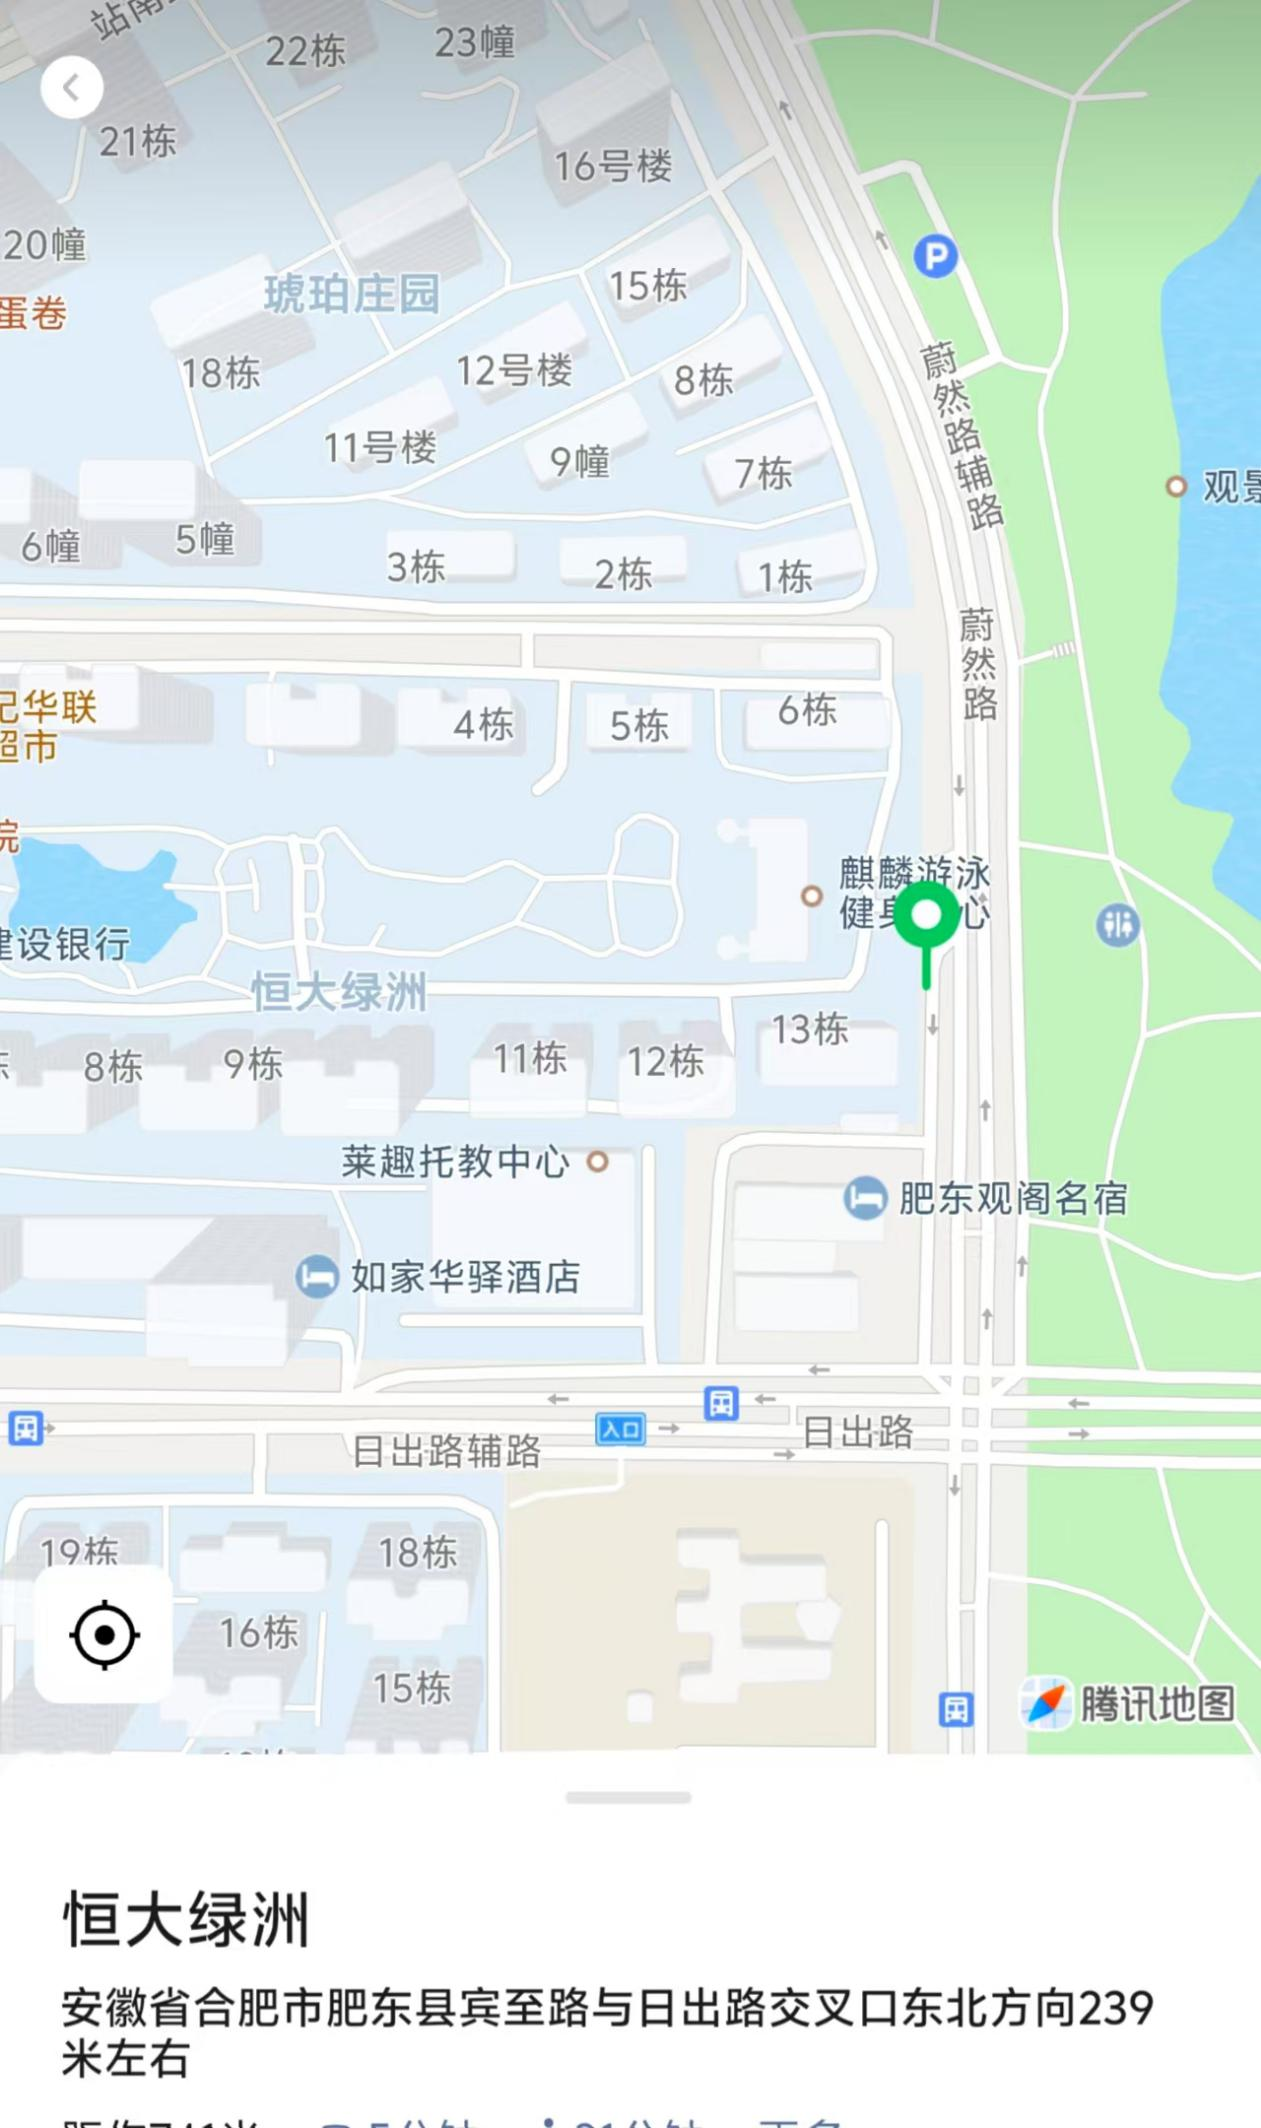 站南
22栋
23幢
21栋
16号楼
20幢
琥珀庄园
15栋
蛋卷
18栋
12号楼
8栋
蔚然路辅路
11号楼
9幢
7栋
观景
6幢
5幢
3栋
2栋
1栋
蔚然路
华联
超市
4栋
5栋
6栋
院
麒麟游泳
健身中心
建设银行
恒大绿洲
8栋
9栋
11栋
12栋
13栋
莱趣托教中心
肥东观阁名宿
如家华驿酒店
入口
日出路
日出路辅路
19栋
18栋
16栋
15栋
P
腾讯地图
恒大绿洲
安徽省合肥市肥东县宾至路与日出路交叉口东北方向239
米左右